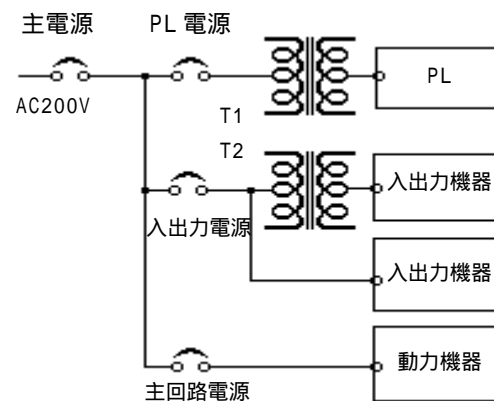 主電源
PL 電源
AC200V
T1
PL
T2
入出力機器
入出力電源
入出力機器
動力機器
主回路電源